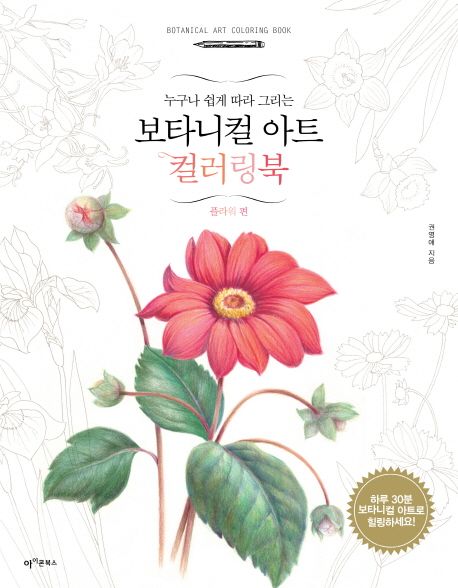 BOTANICAL ART COLORING BOOK
누구나 쉽게 따라 그리는
보타니컬 아트
컬러링북
플라워 편
권영애 지음
하루 30분
보타니컬 아트로
힐링하세요!
아이콘북스